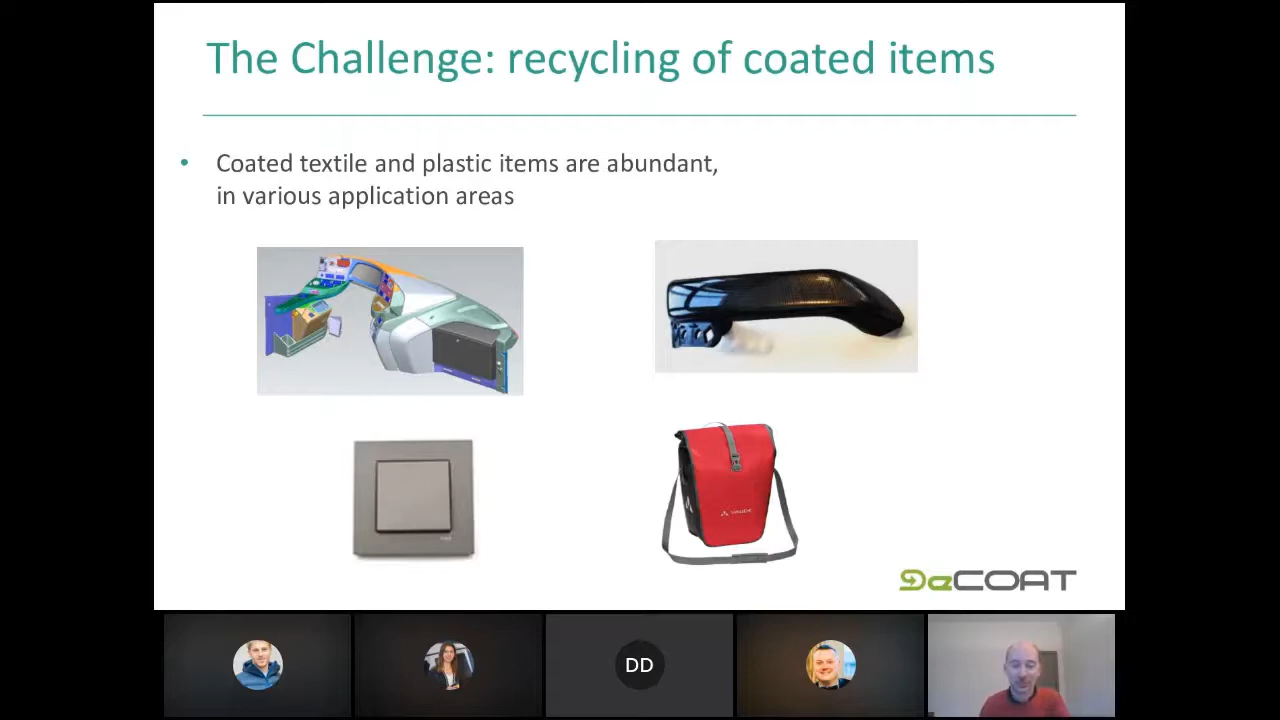 The Challenge: recycling of coated items
• Coated textile and plastic items are abundant,
in various application areas
VAUDE
DeCOAT
DD